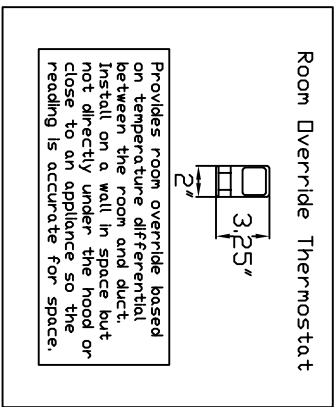 Room Override Thermostat
3.25"
2"
Provides room override based
on temperature differential
between the room and duct.
Install on a wall in space but
not directly under the hood or
close to an appliance so the
reading is accurate for space.